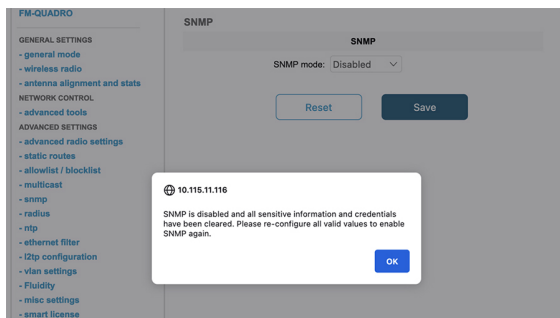 FM-QUADRO
GENERAL SETTINGS
- general mode
- wireless radio
- antenna alignment and stats
NETWORK CONTROL
- advanced tools
ADVANCED SETTINGS
- advanced radio settings
- static routes
- allowlist / blocklist
- multicast
- snmp
- radius
- ntp
- ethernet filter
- l2tp configuration
- vlan settings
- Fluidity
- misc settings
- smart license
SNMP
SNMP
SNMP mode: Disabled
Reset Save
10.115.11.116
SNMP is disabled and all sensitive information and credentials
have been cleared. Please re-configure all valid values to enable
SNMP again.
OK